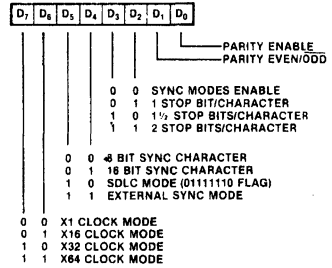 D7 D6 D5 D4 D3 D2 D1 D0
PARITY ENABLE
PARITY EVEN/ODD
0 0 SYNC MODES ENABLE
0 1 1 STOP BIT/CHARACTER
1 0 1½ STOP BITS/CHARACTER
1 1 2 STOP BITS/CHARACTER
0 0 8 BIT SYNC CHARACTER
0 1 16 BIT SYNC CHARACTER
1 0 SDLC MODE (01111110 FLAG)
1 1 EXTERNAL SYNC MODE
0 0 X1 CLOCK MODE
0 1 X16 CLOCK MODE
1 0 X32 CLOCK MODE
1 1 X64 CLOCK MODE